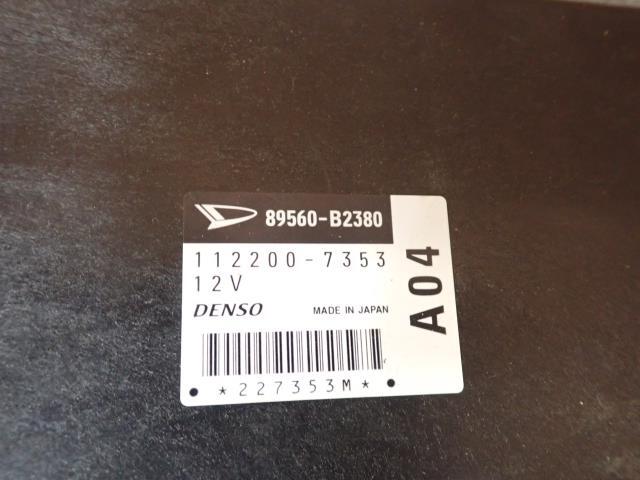 89560-B2380
112200-7353
12V
DENSO MADE IN JAPAN
*227353M*
A04